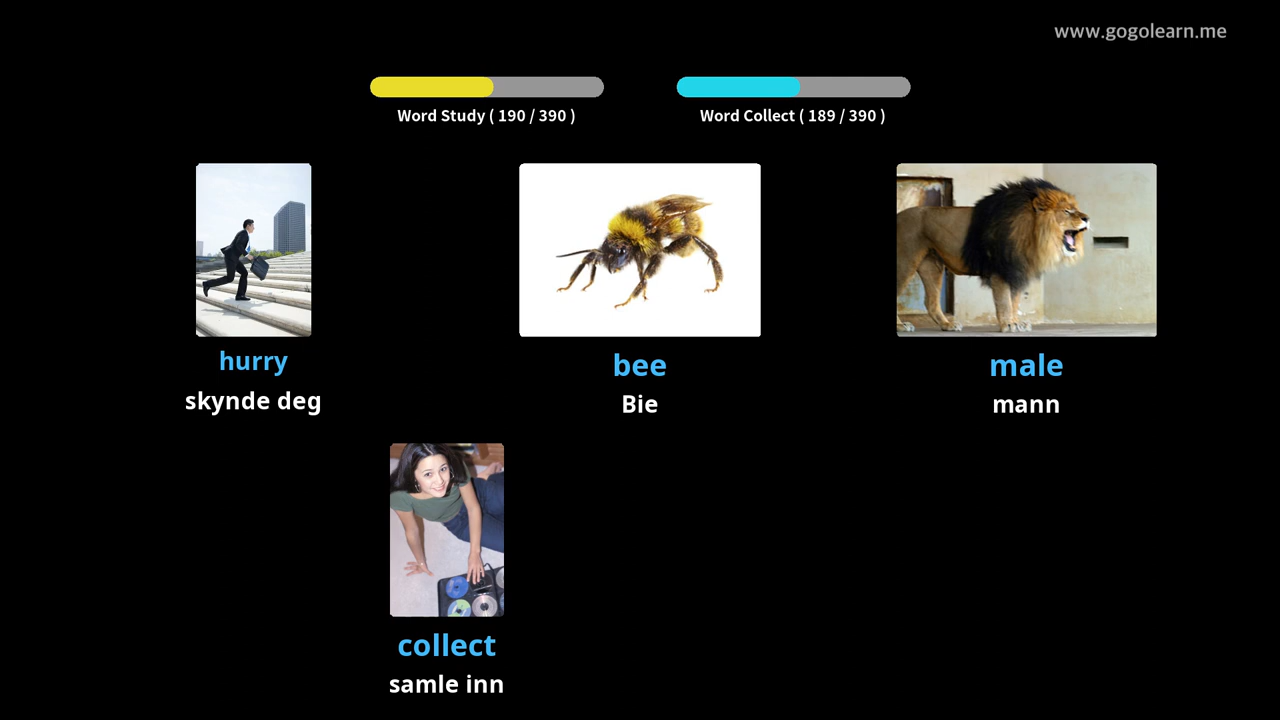 www.gogolearn.me
Word Study ( 190 / 390 )
Word Collect ( 189 / 390 )
hurry
skynde deg
bee
Bie
male
mann
collect
samle inn